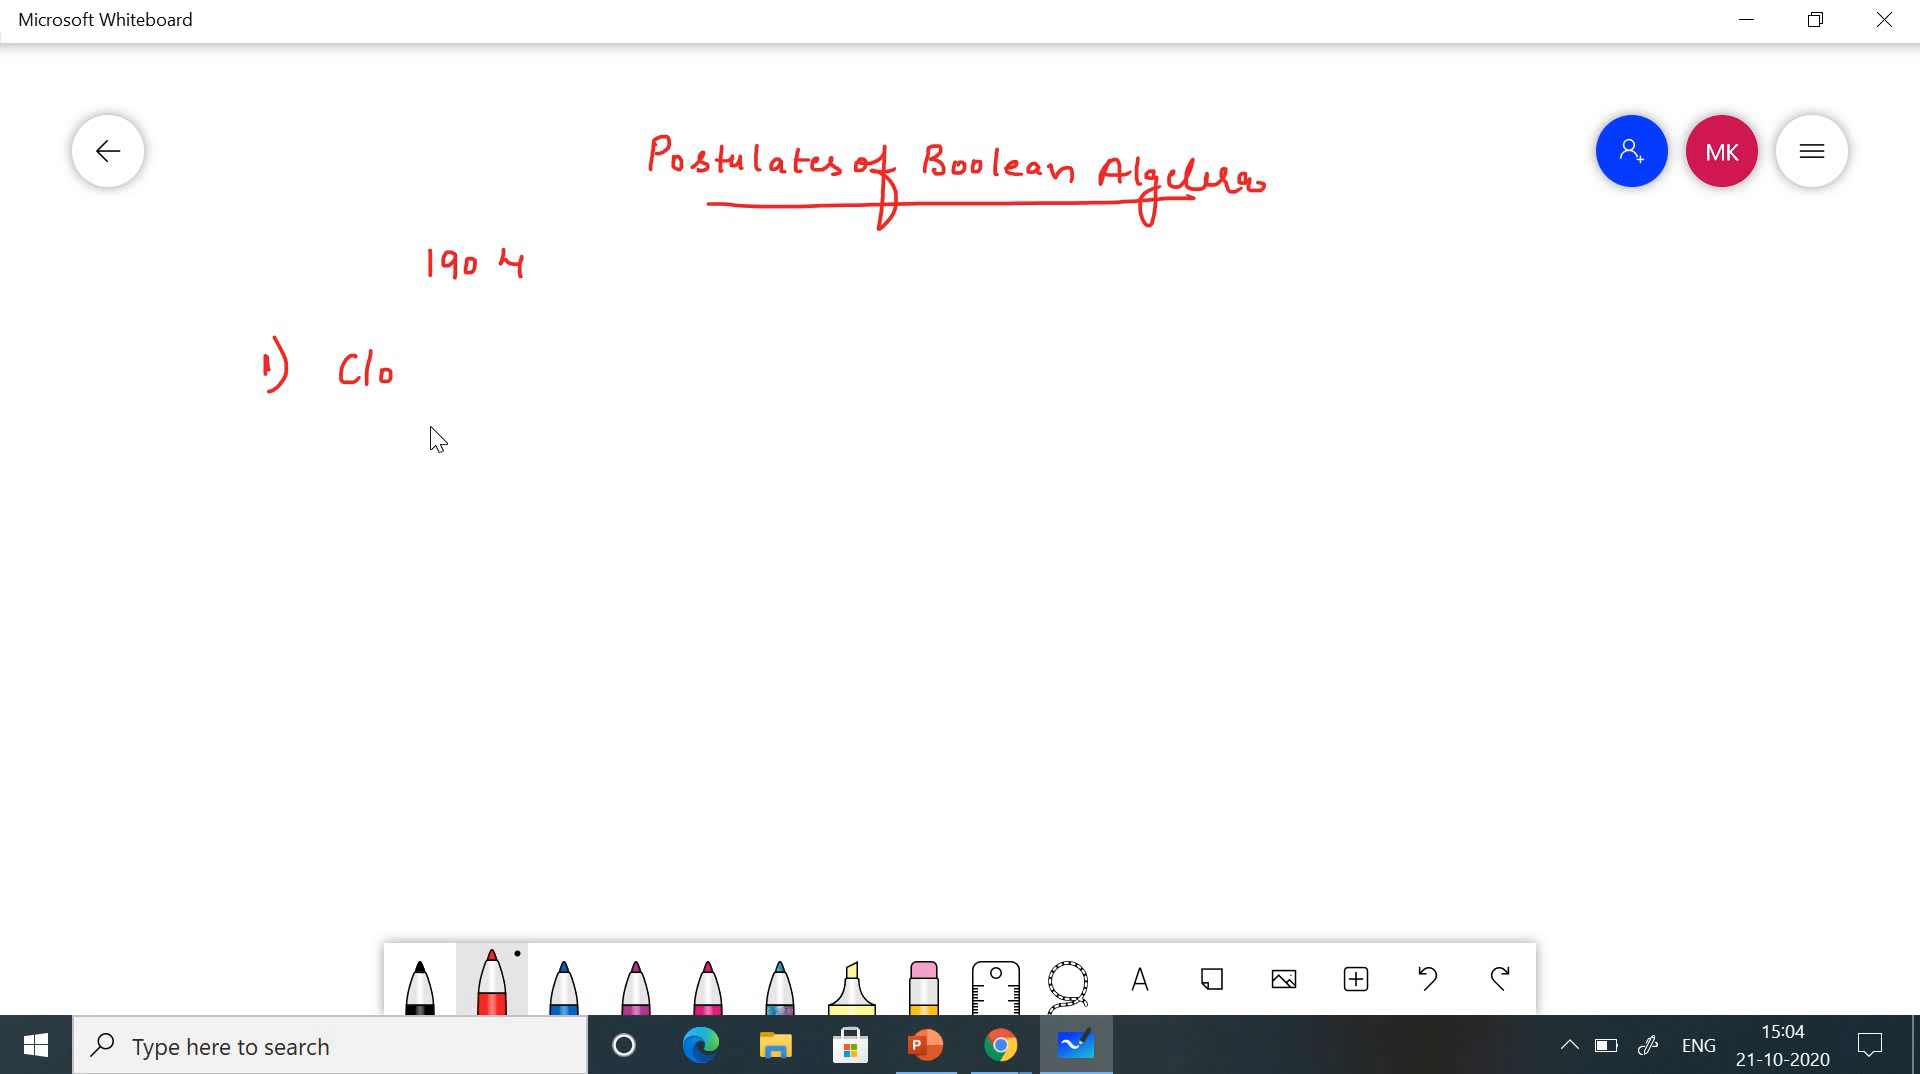 Microsoft Whiteboard
Postulates of Boolean Algebra
MK
1904
1) Clo
A
Type here to search
P
ENG
15:04
21-10-2020